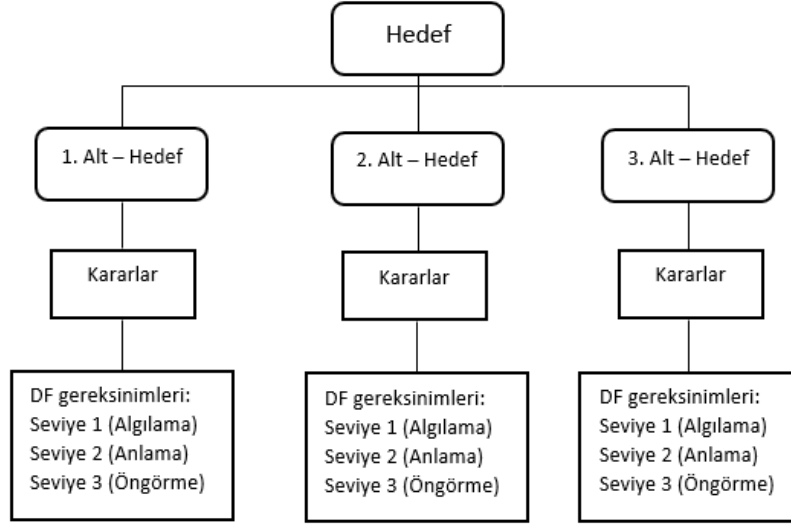 Hedef
1. Alt – Hedef
2. Alt – Hedef
3. Alt – Hedef
Kararlar
Kararlar
Kararlar
DF gereksinimleri:
Seviye 1 (Algılama)
Seviye 2 (Anlama)
Seviye 3 (Öngörme)
DF gereksinimleri:
Seviye 1 (Algılama)
Seviye 2 (Anlama)
Seviye 3 (Öngörme)
DF gereksinimleri:
Seviye 1 (Algılama)
Seviye 2 (Anlama)
Seviye 3 (Öngörme)